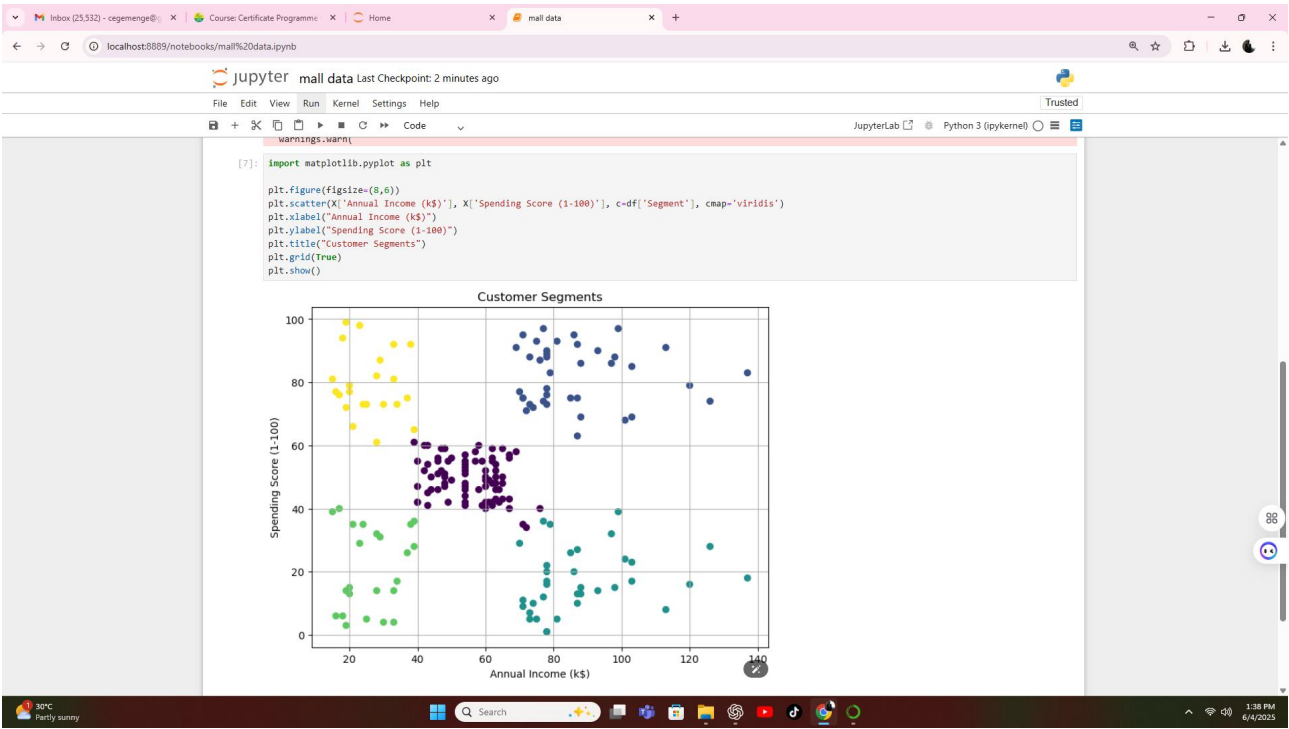 Inbox (25,532) - cegemenge@g
Course: Certificate Programme
Home
mall data
localhost:8889/notebooks/mall%20data.ipynb
jupyter mall data Last Checkpoint: 2 minutes ago
File Edit View Run Kernel Settings Help
Trusted
Code
JupyterLab
Python 3 (ipykernel)
warnings.warn(
[7]: import matplotlib.pyplot as plt
plt.figure(figsize=(8,6))
plt.scatter(X['Annual Income (k$)'], X['Spending Score (1-100)'], c=df['Segment'], cmap='viridis')
plt.xlabel("Annual Income (k$)")
plt.ylabel("Spending Score (1-100)")
plt.title("Customer Segments")
plt.grid(True)
plt.show()
Customer Segments
100
80
60
40
20
0
Spending Score (1-100)
20 40 60 80 100 120 140
Annual Income (k$)
1
30°C
Partly sunny
Search
1:38 PM
6/4/2025